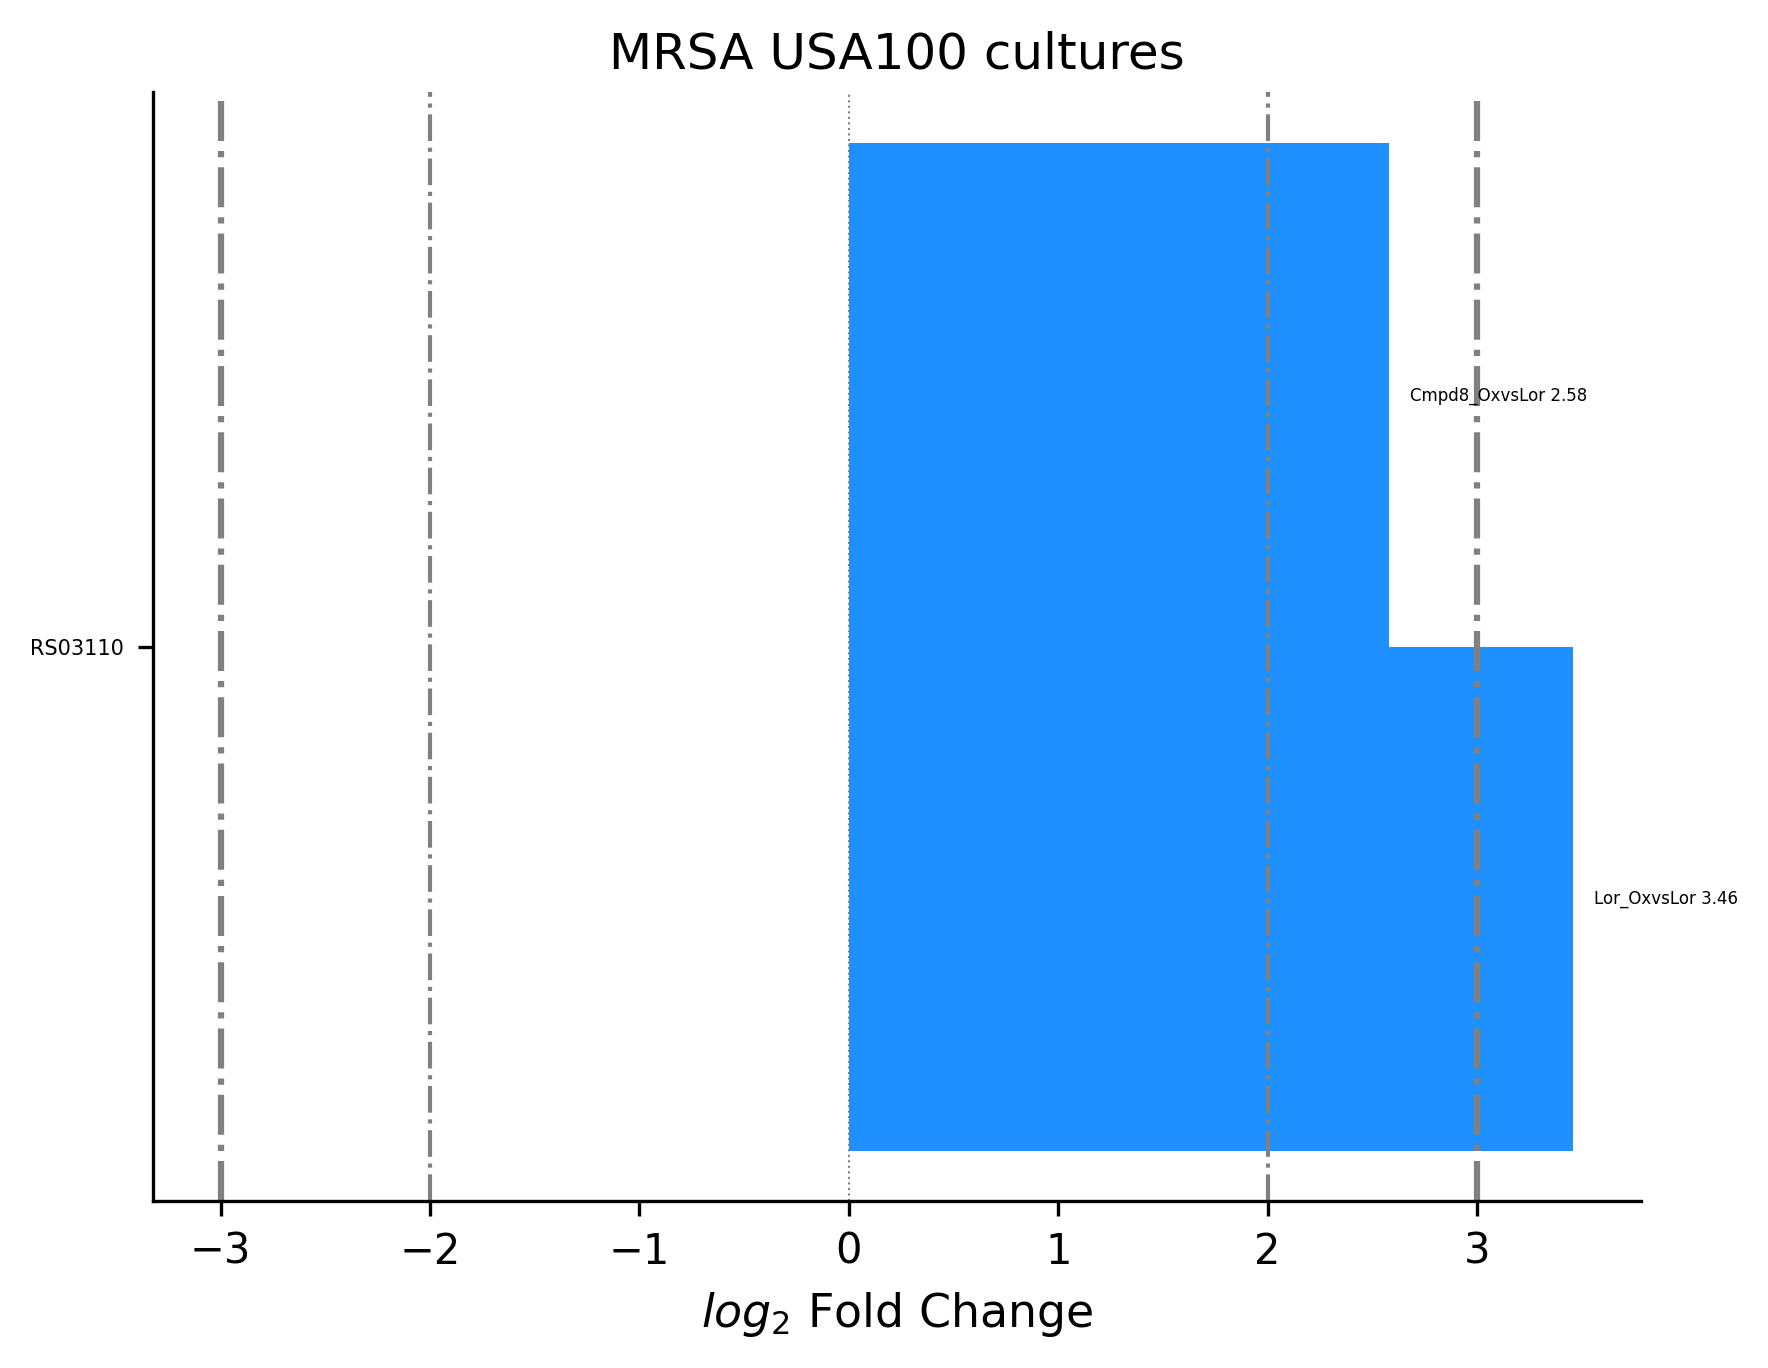 MRSA USA100 cultures
Cmpd8_OxvsLor 2.58
RS03110
Lor_OxvsLor 3.46
−3 −2 −1 0 1 2 3
log₂ Fold Change